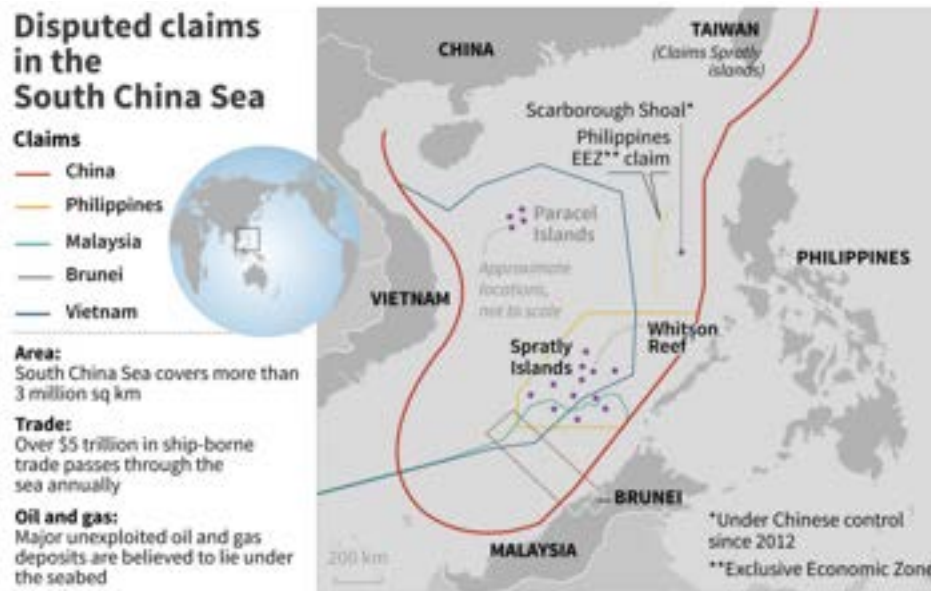 Disputed claims
in the
South China Sea
Claims
China
Philippines
Malaysia
Brunei
Vietnam
Area:
South China Sea covers more than
3 million sq km
Trade:
Over $5 trillion in ship-borne
trade passes through the
sea annually
Oil and gas:
Major unexploited oil and gas
deposits are believed to lie under
the seabed
CHINA
TAIWAN
(Claims Spratly
islands)
Scarborough Shoal*
Philippines
EEZ** claim
Paracel
Islands
Approximate
locations,
not to scale
VIETNAM
PHILIPPINES
Spratly
Islands
Whitson
Reef
BRUNEI
MALAYSIA
200 km
*Under Chinese control
since 2012
**Exclusive Economic Zone